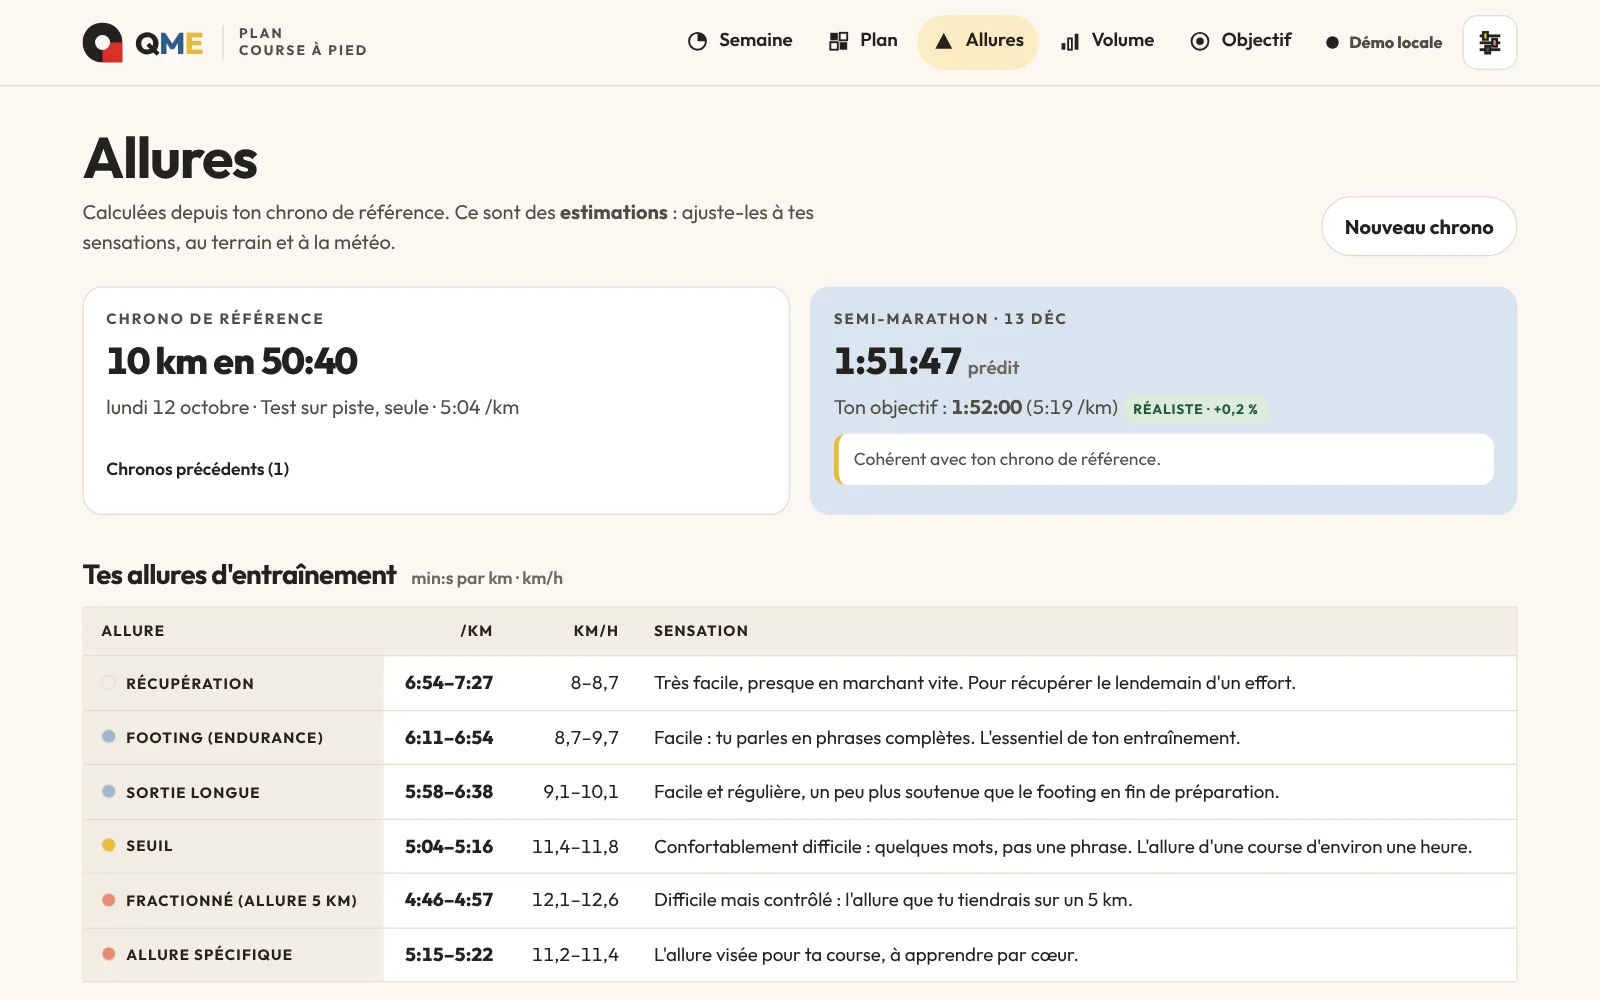 QME
PLAN
COURSE À PIED
Semaine
Plan
Allures
Volume
Objectif
Démo locale
Allures
Calculées depuis ton chrono de référence. Ce sont des estimations : ajuste-les à tes
sensations, au terrain et à la météo.
Nouveau chrono
CHRONO DE RÉFÉRENCE
10 km en 50:40
lundi 12 octobre · Test sur piste, seule · 5:04 /km
Chronos précédents (1)
SEMI-MARATHON · 13 DÉC
1:51:47 prédit
Ton objectif : 1:52:00 (5:19 /km) RÉALISTE · +0,2 %
Cohérent avec ton chrono de référence.
Tes allures d'entraînement min:s par km · km/h
ALLURE /KM KM/H SENSATION
RÉCUPÉRATION 6:54–7:27 8–8,7 Très facile, presque en marchant vite. Pour récupérer le lendemain d'un effort.
FOOTING (ENDURANCE) 6:11–6:54 8,7–9,7 Facile : tu parles en phrases complètes. L'essentiel de ton entraînement.
SORTIE LONGUE 5:58–6:38 9,1–10,1 Facile et régulière, un peu plus soutenue que le footing en fin de préparation.
SEUIL 5:04–5:16 11,4–11,8 Confortablement difficile : quelques mots, pas une phrase. L'allure d'une course d'environ une heure.
FRACTIONNÉ (ALLURE 5 KM) 4:46–4:57 12,1–12,6 Difficile mais contrôlé : l'allure que tu tiendrais sur un 5 km.
ALLURE SPÉCIFIQUE 5:15–5:22 11,2–11,4 L'allure visée pour ta course, à apprendre par cœur.